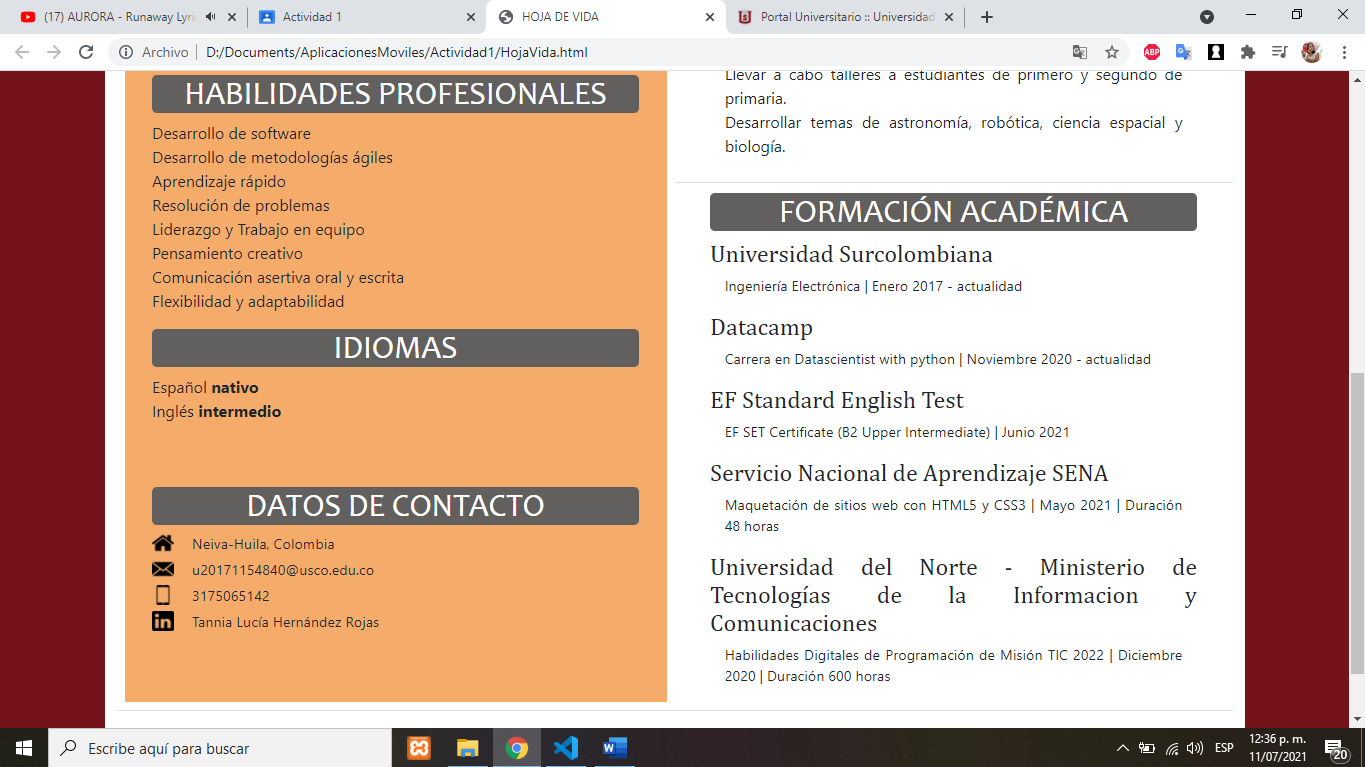 (17) AURORA - Runaway Lyri
Actividad 1
HOJA DE VIDA
Portal Universitario :: Universidad
Archivo | D:/Documents/AplicacionesMoviles/Actividad1/HojaVida.html
ABP
HABILIDADES PROFESIONALES
Desarrollo de software
Desarrollo de metodologías ágiles
Aprendizaje rápido
Resolución de problemas
Liderazgo y Trabajo en equipo
Pensamiento creativo
Comunicación asertiva oral y escrita
Flexibilidad y adaptabilidad
IDIOMAS
Español nativo
Inglés intermedio
DATOS DE CONTACTO
Neiva-Huila, Colombia
u20171154840@usco.edu.co
3175065142
in Tannia Lucía Hernández Rojas
Llevar a cabo talleres a estudiantes de primero y segundo de
primaria.
Desarrollar temas de astronomía, robótica, ciencia espacial y
biología.
FORMACIÓN ACADÉMICA
Universidad Surcolombiana
Ingeniería Electrónica | Enero 2017 - actualidad
Datacamp
Carrera en Datascientist with python | Noviembre 2020 - actualidad
EF Standard English Test
EF SET Certificate (B2 Upper Intermediate) | Junio 2021
Servicio Nacional de Aprendizaje SENA
Maquetación de sitios web con HTML5 y CSS3 | Mayo 2021 | Duración
48 horas
Universidad del Norte - Ministerio de
Tecnologías de la Informacion y
Comunicaciones
Habilidades Digitales de Programación de Misión TIC 2022 | Diciembre
2020 | Duración 600 horas
Escribe aquí para buscar
ESP
12:36 p. m.
11/07/2021
20